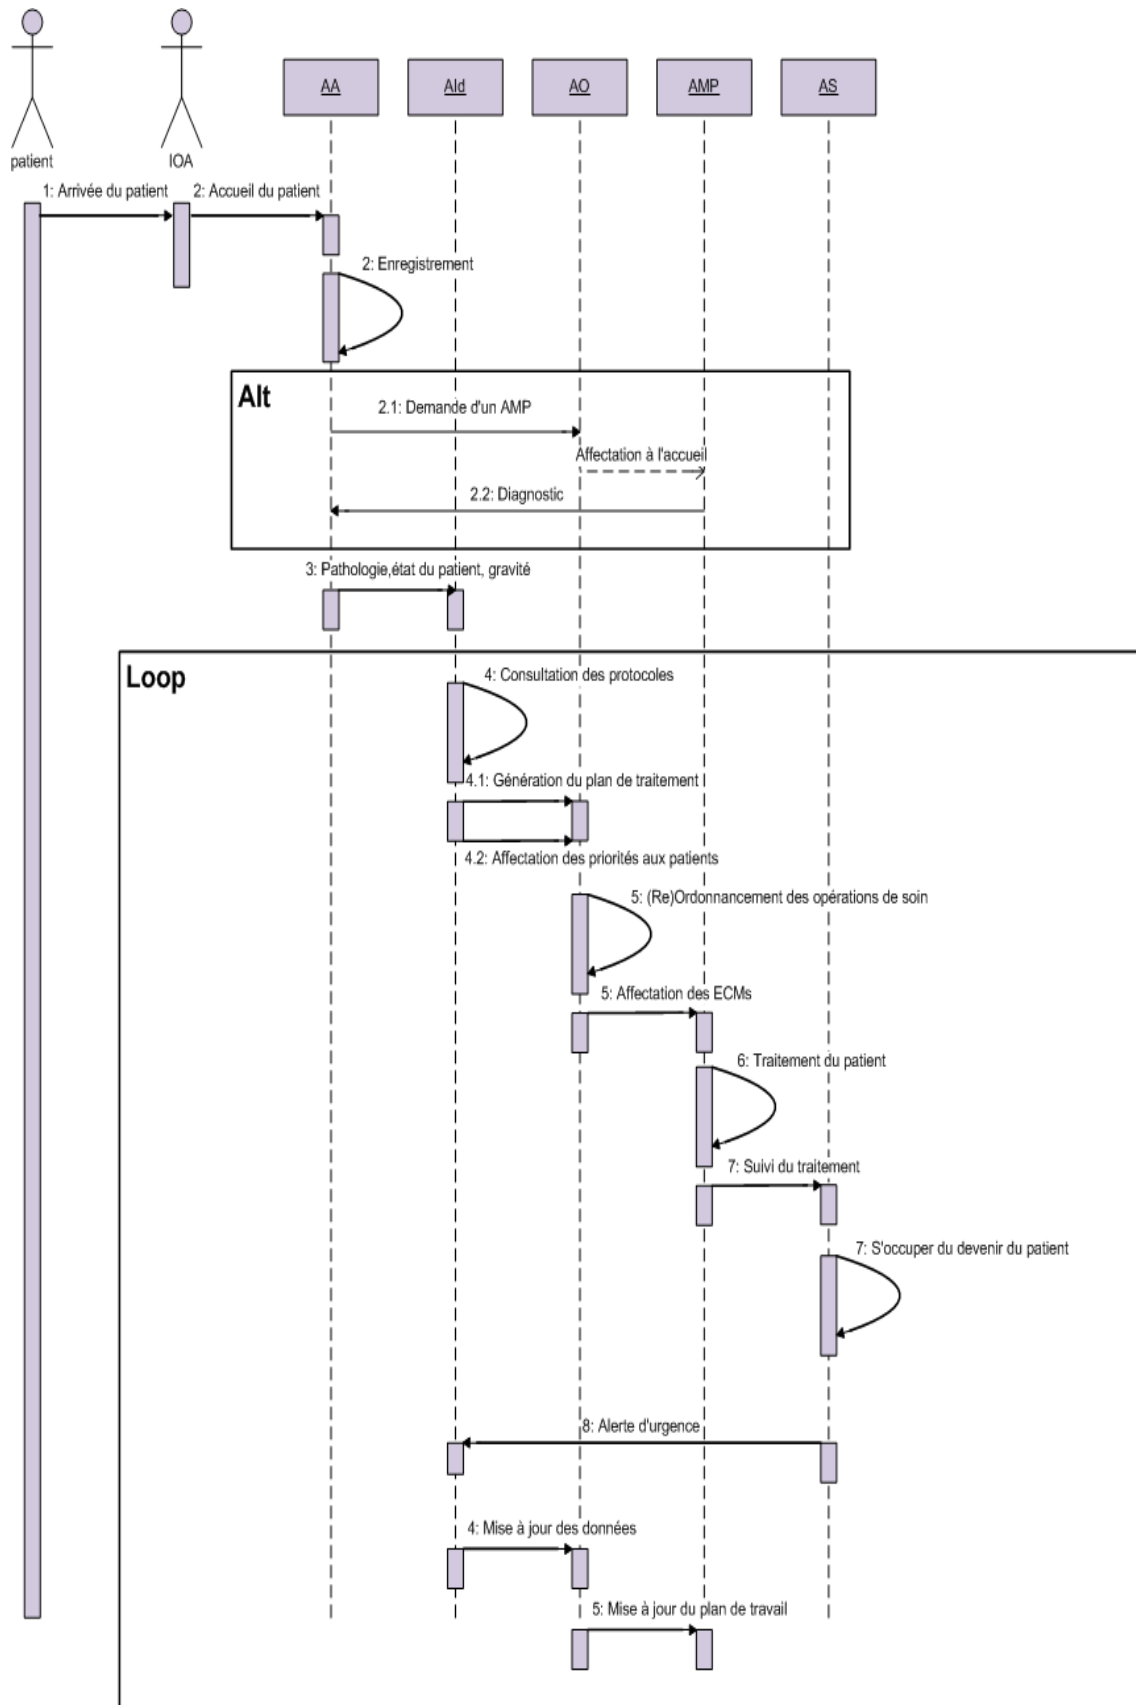 AA
AId
AO
AMP
AS
patient
IOA
1: Arrivée du patient
2: Accueil du patient
2: Enregistrement
Alt
2.1: Demande d'un AMP
Affectation à l'accueil
2.2: Diagnostic
3: Pathologie,état du patient, gravité
Loop
4: Consultation des protocoles
4.1: Génération du plan de traitement
4.2: Affectation des priorités aux patients
5: (Re)Ordonnancement des opérations de soin
5: Affectation des ECMs
6: Traitement du patient
7: Suivi du traitement
7: S'occuper du devenir du patient
8: Alerte d'urgence
4: Mise à jour des données
5: Mise à jour du plan de travail